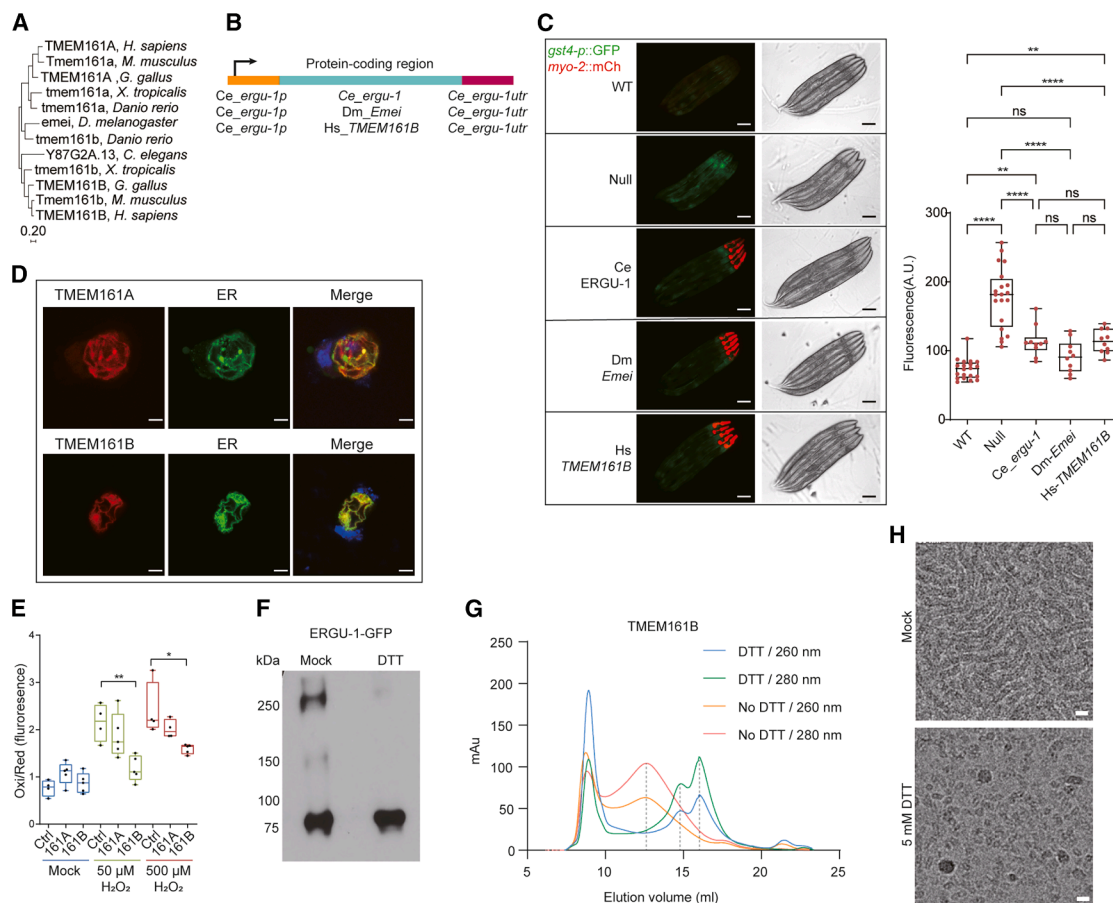 A
TMEM161A, H. sapiens
Tmem161a, M. musculus
TMEM161A ,G. gallus
tmem161a, X. tropicalis
tmem161a, Danio rerio
emei, D. melanogaster
tmem161b, Danio rerio
Y87G2A.13, C. elegans
tmem161b, X. tropicalis
TMEM161B, G. gallus
Tmem161b, M. musculus
TMEM161B, H. sapiens
0.20
B
Protein-coding region
Ce_ergu-1p Ce_ergu-1 Ce_ergu-1utr
Ce_ergu-1p Dm_Emei Ce_ergu-1utr
Ce_ergu-1p Hs_TMEM161B Ce_ergu-1utr
C
gst4-p::GFP
myo-2::mCh
WT
Null
Ce
ERGU-1
Dm
Emei
Hs
TMEM161B
**
****
ns
****
**
**** ns
**** ns ns
300
200
100
0
Fluorescence(A.U.)
WT
Null
Ce_ergu-1
Dm-Emei
Hs-TMEM161B
D
TMEM161A ER Merge
TMEM161B ER Merge
E
Oxi/Red (fluroresence)
4
3
2
1
0
**
*
Ctrl 161A 161B Ctrl 161A 161B Ctrl 161A 161B
Mock 50 µM H₂O₂ 500 µM H₂O₂
F
ERGU-1-GFP
kDa Mock DTT
250
150
100
75
G
TMEM161B
mAu
250
200
150
100
50
0
5 10 15 20 25
Elution volume (ml)
DTT / 260 nm
DTT / 280 nm
No DTT / 260 nm
No DTT / 280 nm
H
Mock
5 mM DTT